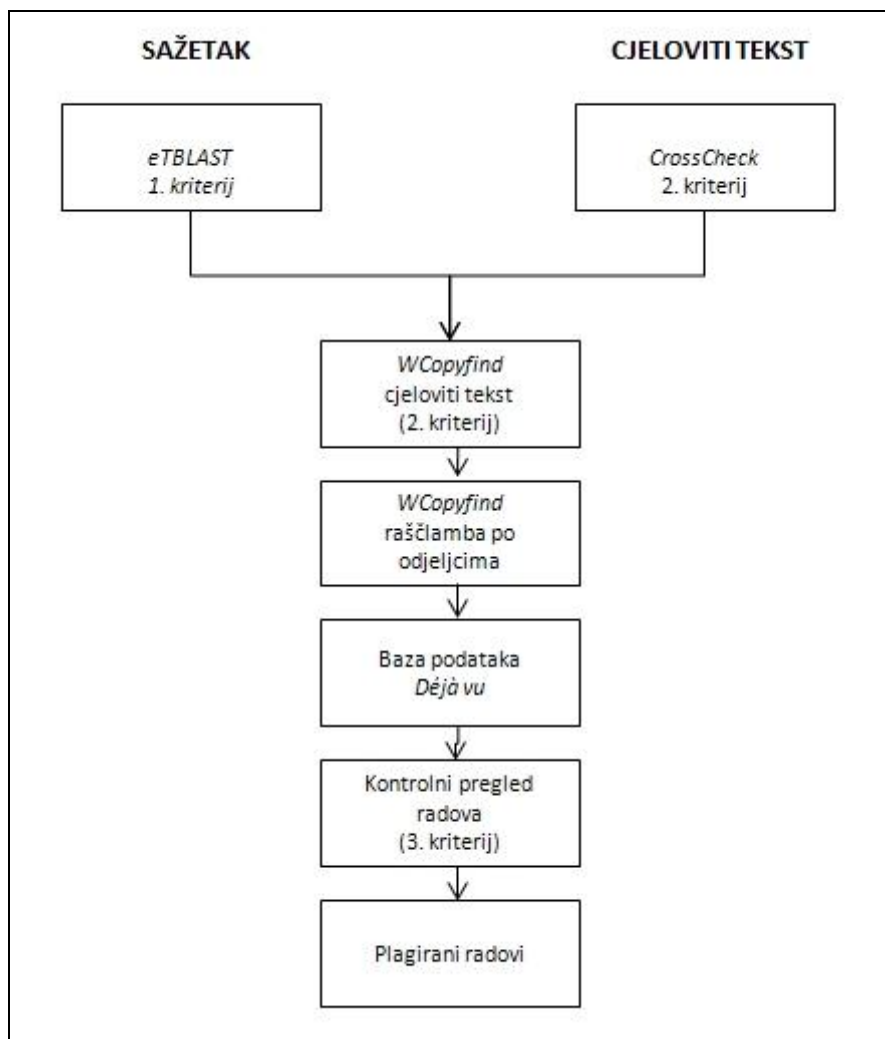 SAŽETAK
CJELOVITI TEKST
eTBLAST
1. kriterij
CrossCheck
2. kriterij
WCopyfind
cjeloviti tekst
(2. kriterij)
WCopyfind
raščlamba po
odjeljcima
Baza podataka
Déjà vu
Kontrolni pregled
radova
(3. kriterij)
Plagirani radovi